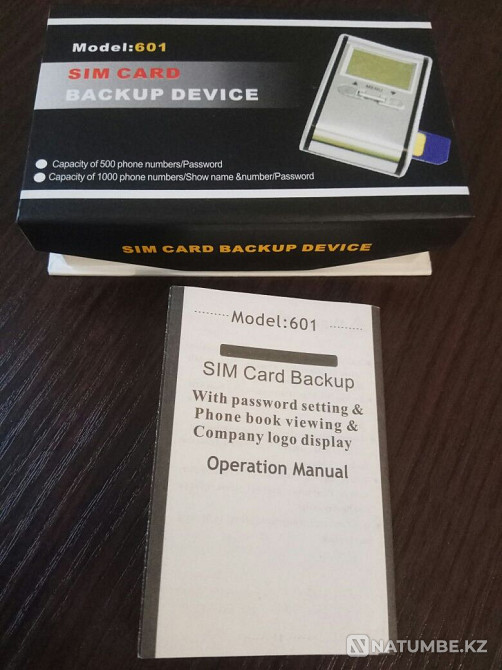 Model:601
SIM CARD
BACKUP DEVICE
MENU
Capacity of 500 phone numbers/Password
Capacity of 1000 phone numbers/Show name &number/Password
SIM CARD BACKUP DEVICE
Model:601
SIM Card Backup
With password setting &
Phone book viewing &
Company logo display
Operation Manual
NATUMBE.KZ